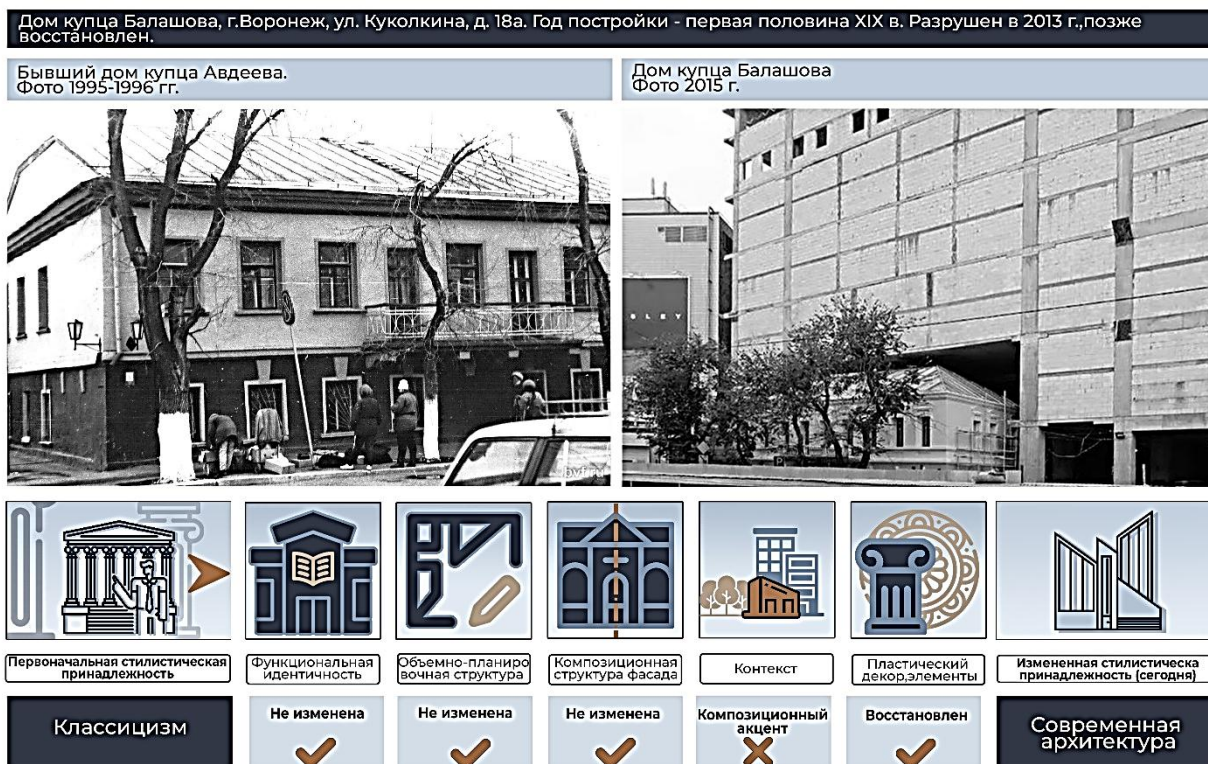 Дом купца Балашова, г.Воронеж, ул. Куколкина, д. 18а. Год постройки - первая половина XIX в. Разрушен в 2013 г.,позже
восстановлен.
Бывший дом купца Авдеева.
Фото 1995-1996 гг.
Дом купца Балашова
Фото 2015 г.
SLEY
Первоначальная стилистическая
принадлежность
Функциональная
идентичность
Объемно-планиро
вочная структура
Композиционная
структура фасада
Контекст
Пластический
декор,элементы
Измененная стилистическа
принадлежность (сегодня)
Классицизм
Не изменена
Не изменена
Не изменена
Композиционный
акцент
Восстановлен
Современная
архитектура